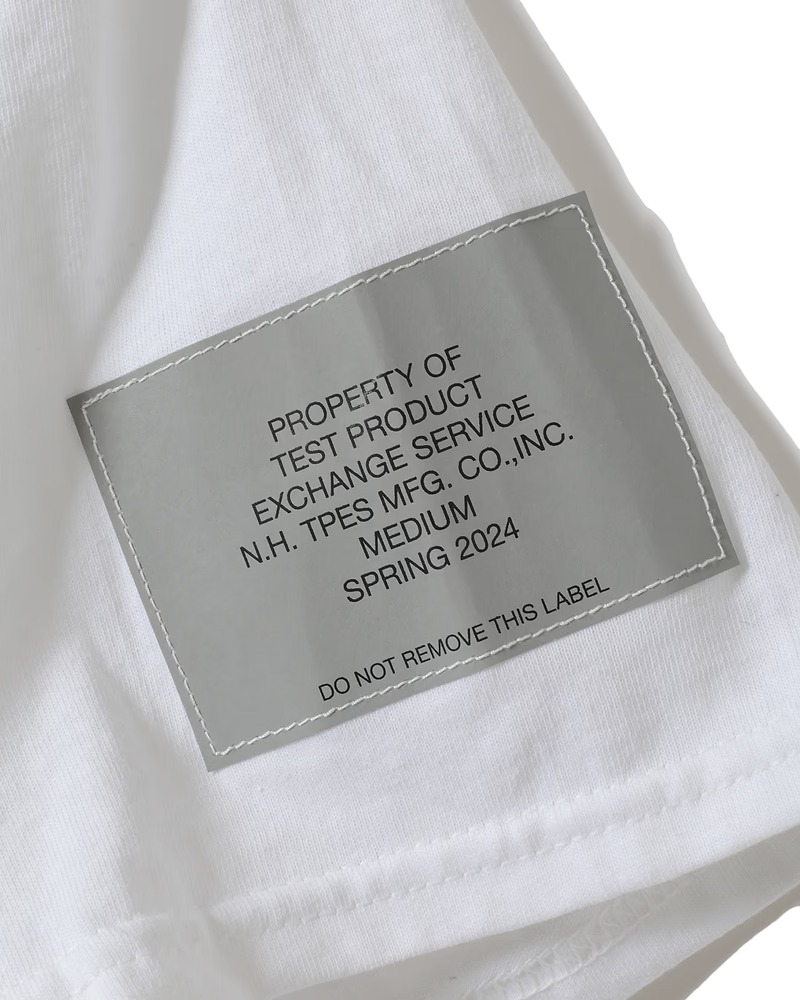 PROPERTY OF
TEST PRODUCT
EXCHANGE SERVICE
N.H. TPES MFG. CO.,INC.
MEDIUM
SPRING 2024
DO NOT REMOVE THIS LABEL